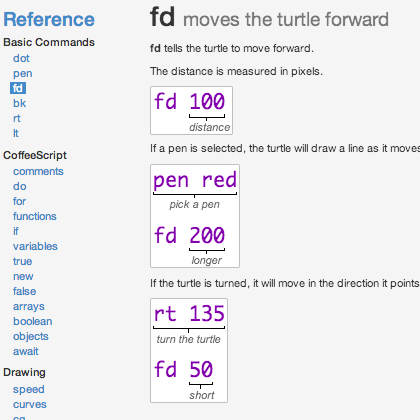 Reference
Basic Commands
dot
pen
fd
bk
rt
lt
CoffeeScript
comments
do
for
functions
if
variables
true
new
false
arrays
boolean
objects
await
Drawing
speed
curves
fd moves the turtle forward
fd tells the turtle to move forward.
The distance is measured in pixels.
fd 100
distance
If a pen is selected, the turtle will draw a line as it moves
pen red
pick a pen
fd 200
longer
If the turtle is turned, it will move in the direction it points
rt 135
turn the turtle
fd 50
short